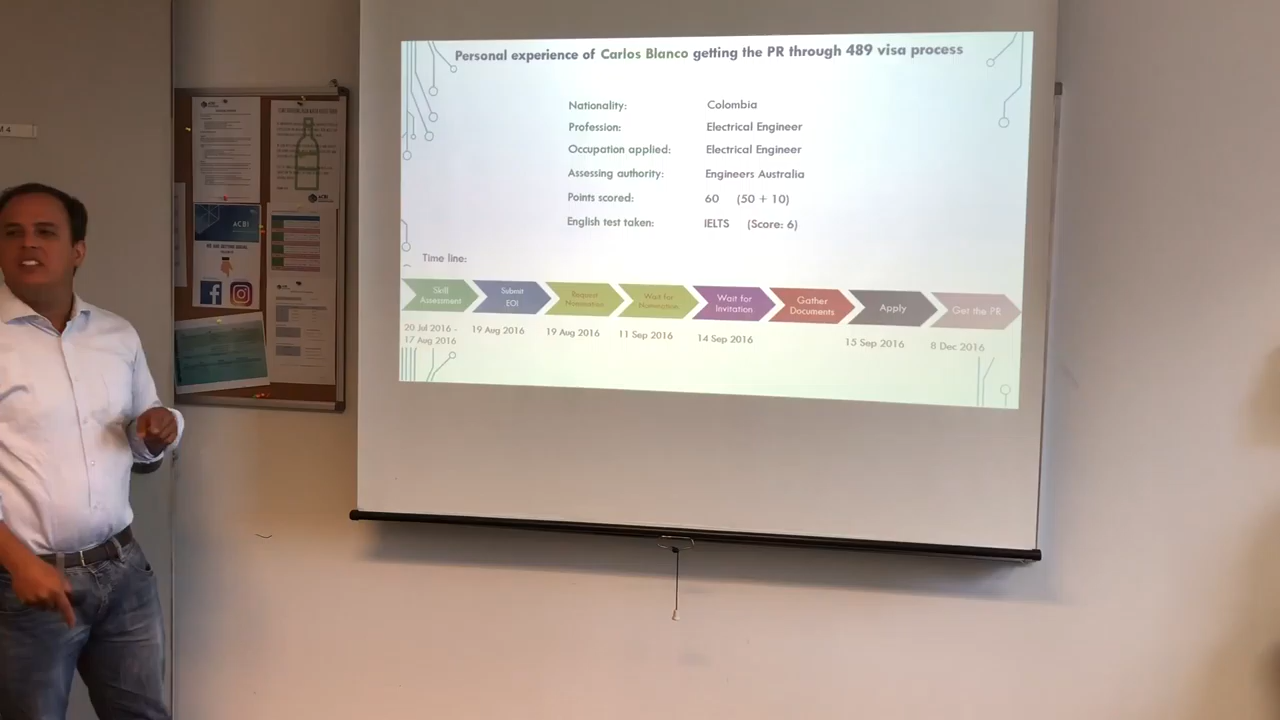 Personal experience of Carlos Blanco getting the PR through 489 visa process
Nationality: Colombia
Profession: Electrical Engineer
Occupation applied: Electrical Engineer
Assessing authority: Engineers Australia
Points scored: 60 (50 + 10)
English test taken: IELTS (Score: 6)
Time line:
Skill Assessment
Submit EOI
Request Nomination
Wait for Nomination
Wait for Invitation
Gather Documents
Apply
Get the PR
20 Jul 2016 -
17 Aug 2016
19 Aug 2016
19 Aug 2016
11 Sep 2016
14 Sep 2016
15 Sep 2016
8 Dec 2016
M 4
ACBI
ACBI